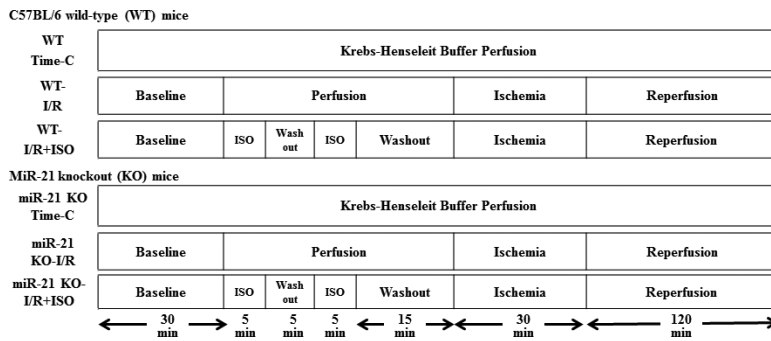 C57BL/6 wild-type (WT) mice
WT
Time-C
Krebs-Henseleit Buffer Perfusion
WT-
I/R
Baseline
Perfusion
Ischemia
Reperfusion
WT-
I/R+ISO
Baseline
ISO
Wash
out
ISO
Washout
Ischemia
Reperfusion
MiR-21 knockout (KO) mice
miR-21 KO
Time-C
Krebs-Henseleit Buffer Perfusion
miR-21
KO-I/R
Baseline
Perfusion
Ischemia
Reperfusion
miR-21 KO-
I/R+ISO
Baseline
ISO
Wash
out
ISO
Washout
Ischemia
Reperfusion
30
min
5
min
5
min
5
min
15
min
30
min
120
min